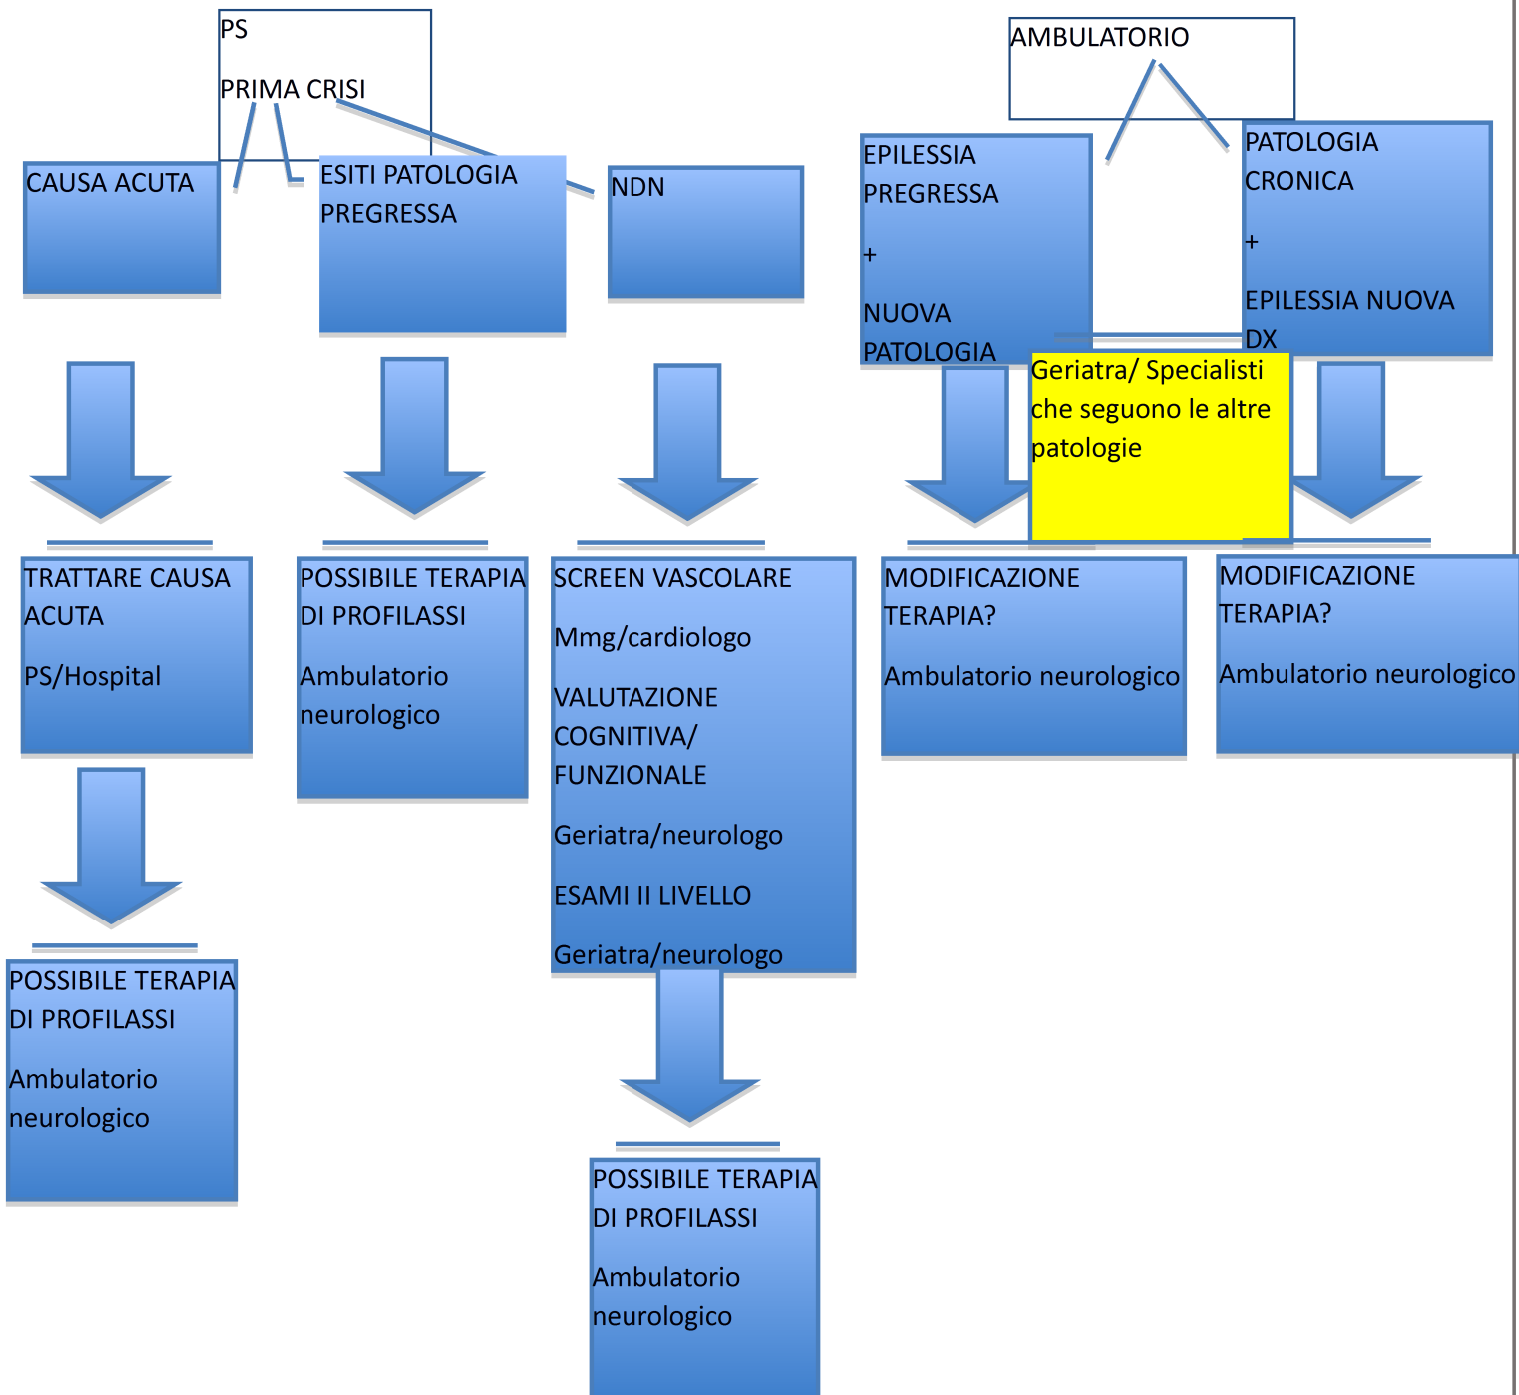 PS
PRIMA CRISI
AMBULATORIO
CAUSA ACUTA
ESITI PATOLOGIA
PREGRESSA
NDN
EPILESSIA
PREGRESSA
+
NUOVA
PATOLOGIA
PATOLOGIA
CRONICA
+
EPILESSIA NUOVA
DX
Geriatra/ Specialisti
che seguono le altre
patologie
TRATTARE CAUSA
ACUTA
PS/Hospital
POSSIBILE TERAPIA
DI PROFILASSI
Ambulatorio
neurologico
SCREEN VASCOLARE
Mmg/cardiologo
VALUTAZIONE
COGNITIVA/
FUNZIONALE
Geriatra/neurologo
ESAMI II LIVELLO
Geriatra/neurologo
MODIFICAZIONE
TERAPIA?
Ambulatorio neurologico
MODIFICAZIONE
TERAPIA?
Ambulatorio neurologico
POSSIBILE TERAPIA
DI PROFILASSI
Ambulatorio
neurologico
POSSIBILE TERAPIA
DI PROFILASSI
Ambulatorio
neurologico